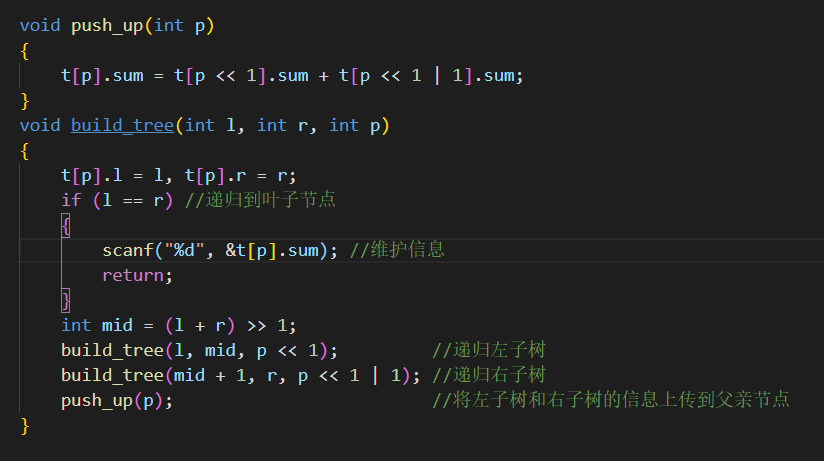 void push_up(int p)
{
    t[p].sum = t[p << 1].sum + t[p << 1 | 1].sum;
}
void build_tree(int l, int r, int p)
{
    t[p].l = l, t[p].r = r;
    if (l == r) //递归到叶子节点
    {
        scanf("%d", &t[p].sum); //维护信息
        return;
    }
    int mid = (l + r) >> 1;
    build_tree(l, mid, p << 1);         //递归左子树
    build_tree(mid + 1, r, p << 1 | 1); //递归右子树
    push_up(p);                         //将左子树和右子树的信息上传到父亲节点
}